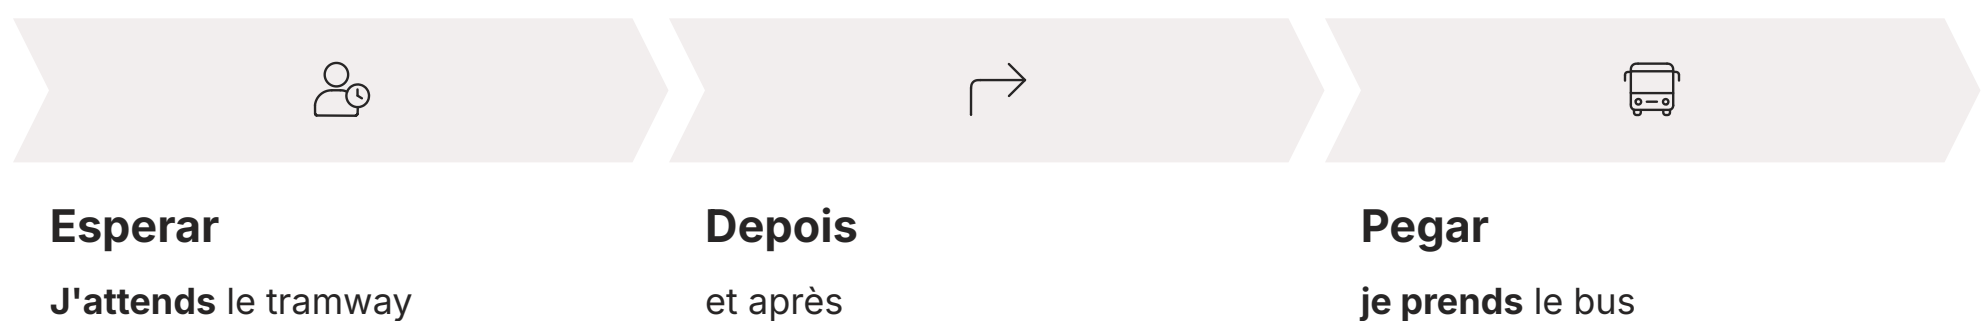 Esperar
J'attends le tramway
Depois
et après
Pegar
je prends le bus